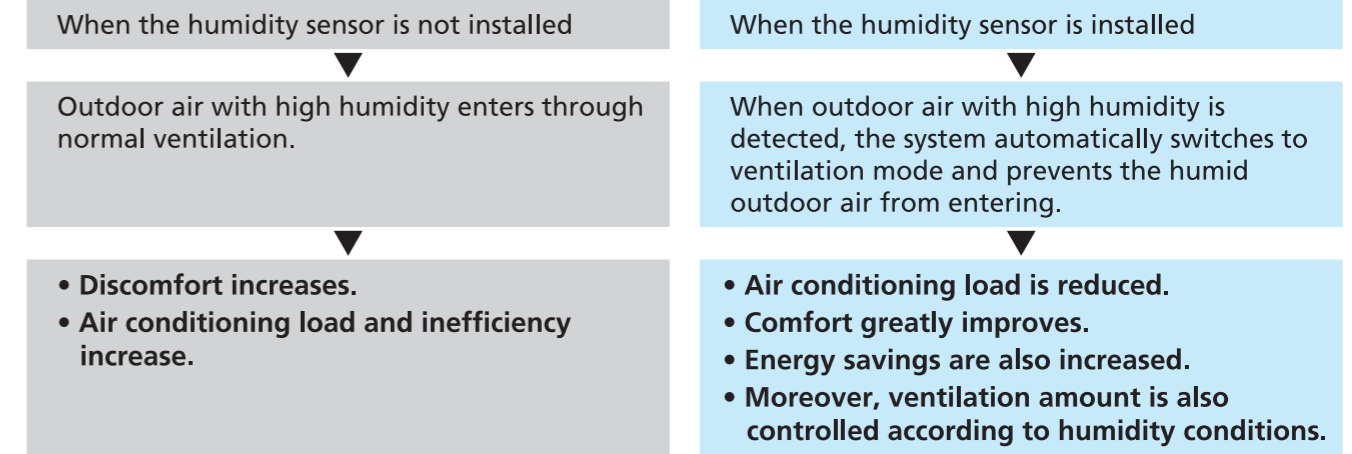 When the humidity sensor is not installed
Outdoor air with high humidity enters through
normal ventilation.
• Discomfort increases.
• Air conditioning load and inefficiency
increase.
When the humidity sensor is installed
When outdoor air with high humidity is
detected, the system automatically switches to
ventilation mode and prevents the humid
outdoor air from entering.
• Air conditioning load is reduced.
• Comfort greatly improves.
• Energy savings are also increased.
• Moreover, ventilation amount is also
controlled according to humidity conditions.